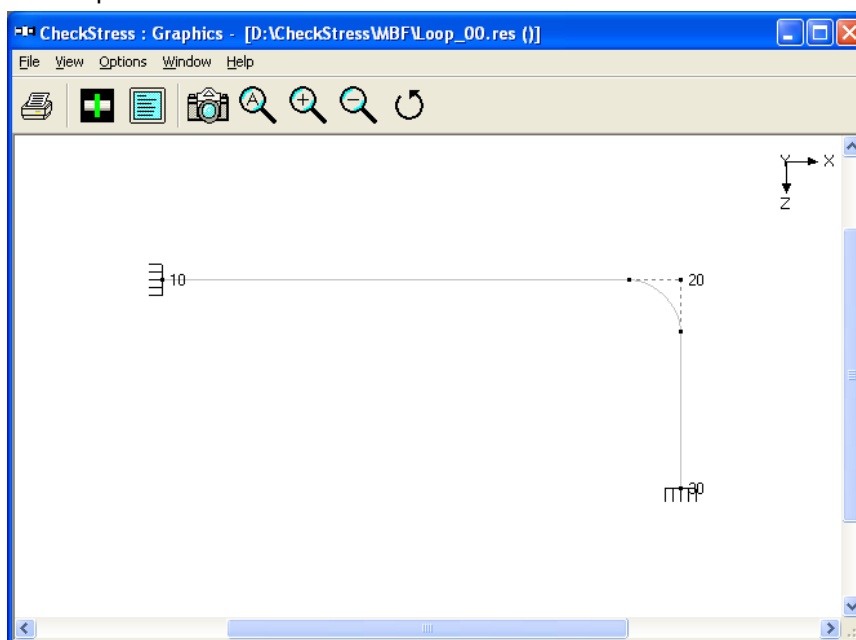 CheckStress : Graphics - [D:\CheckStress\MBF\Loop_00.res ()]
File View Options Window Help
A
Y X
Z
10
20
30